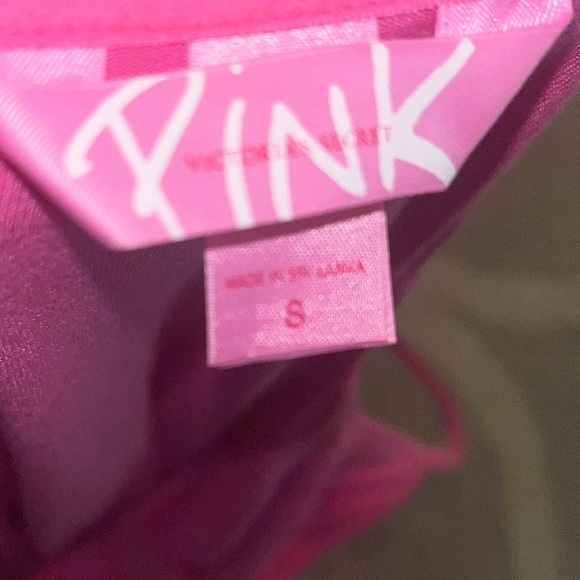 PINK
VICTORIA'S SECRET
MADE IN SRI LANKA
S